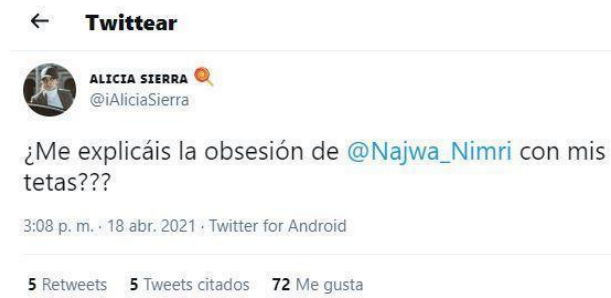 Twittear
ALICIA SIERRA
@iAliciaSierra
¿Me explicáis la obsesión de @Najwa_Nimri con mis
tetas???
3:08 p. m. · 18 abr. 2021 · Twitter for Android
5 Retweets 5 Tweets citados 72 Me gusta